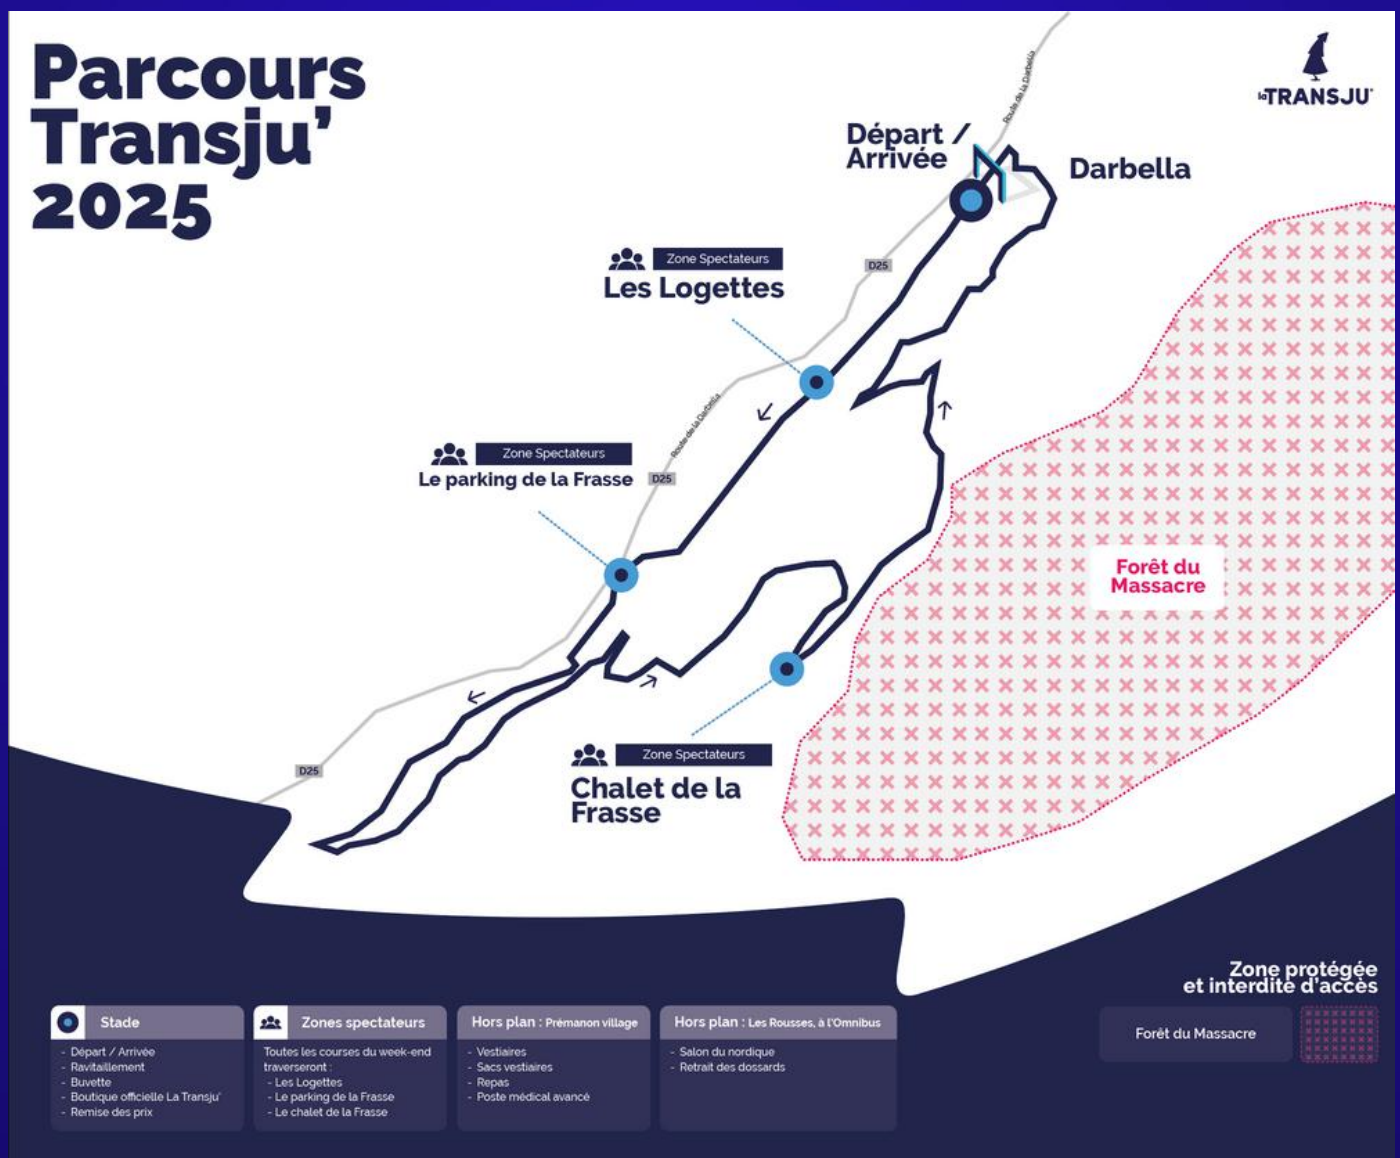 Parcours
Transju'
2025
la TRANSJU'
Route de la Darbella
Départ /
Arrivée
Darbella
D25
Zone Spectateurs
Les Logettes
Route de la Darbella
Zone Spectateurs
Le parking de la Frasse
D25
Forêt du
Massacre
Zone Spectateurs
Chalet de la
Frasse
D25
Zone protégée
et interdite d'accès
Forêt du Massacre
Stade
- Départ / Arrivée
- Ravitaillement
- Buvette
- Boutique officielle La Transju'
- Remise des prix
Zones spectateurs
Toutes les courses du week-end
traverseront :
- Les Logettes
- Le parking de la Frasse
- Le chalet de la Frasse
Hors plan : Prémanon village
- Vestiaires
- Sacs vestiaires
- Repas
- Poste médical avancé
Hors plan : Les Rousses, à l'Omnibus
- Salon du nordique
- Retrait des dossards